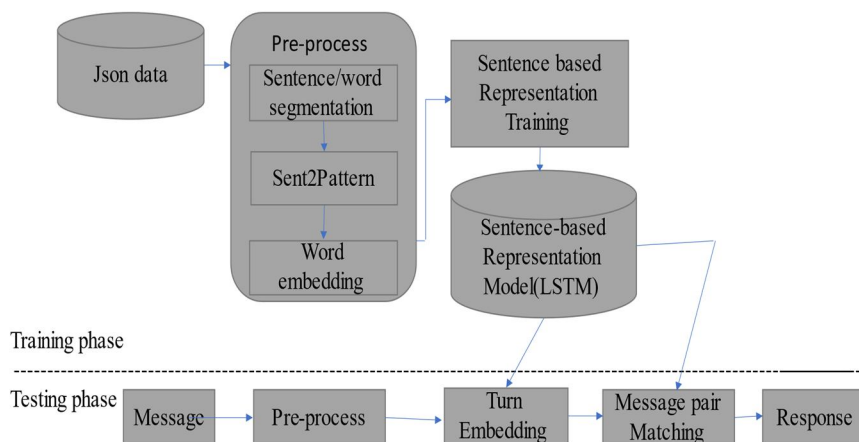 Json data
Pre-process
Sentence/word
segmentation
Sent2Pattern
Word
embedding
Sentence based
Representation
Training
Sentence-based
Representation
Model(LSTM)
Training phase
Testing phase
Message
Pre-process
Turn
Embedding
Message pair
Matching
Response